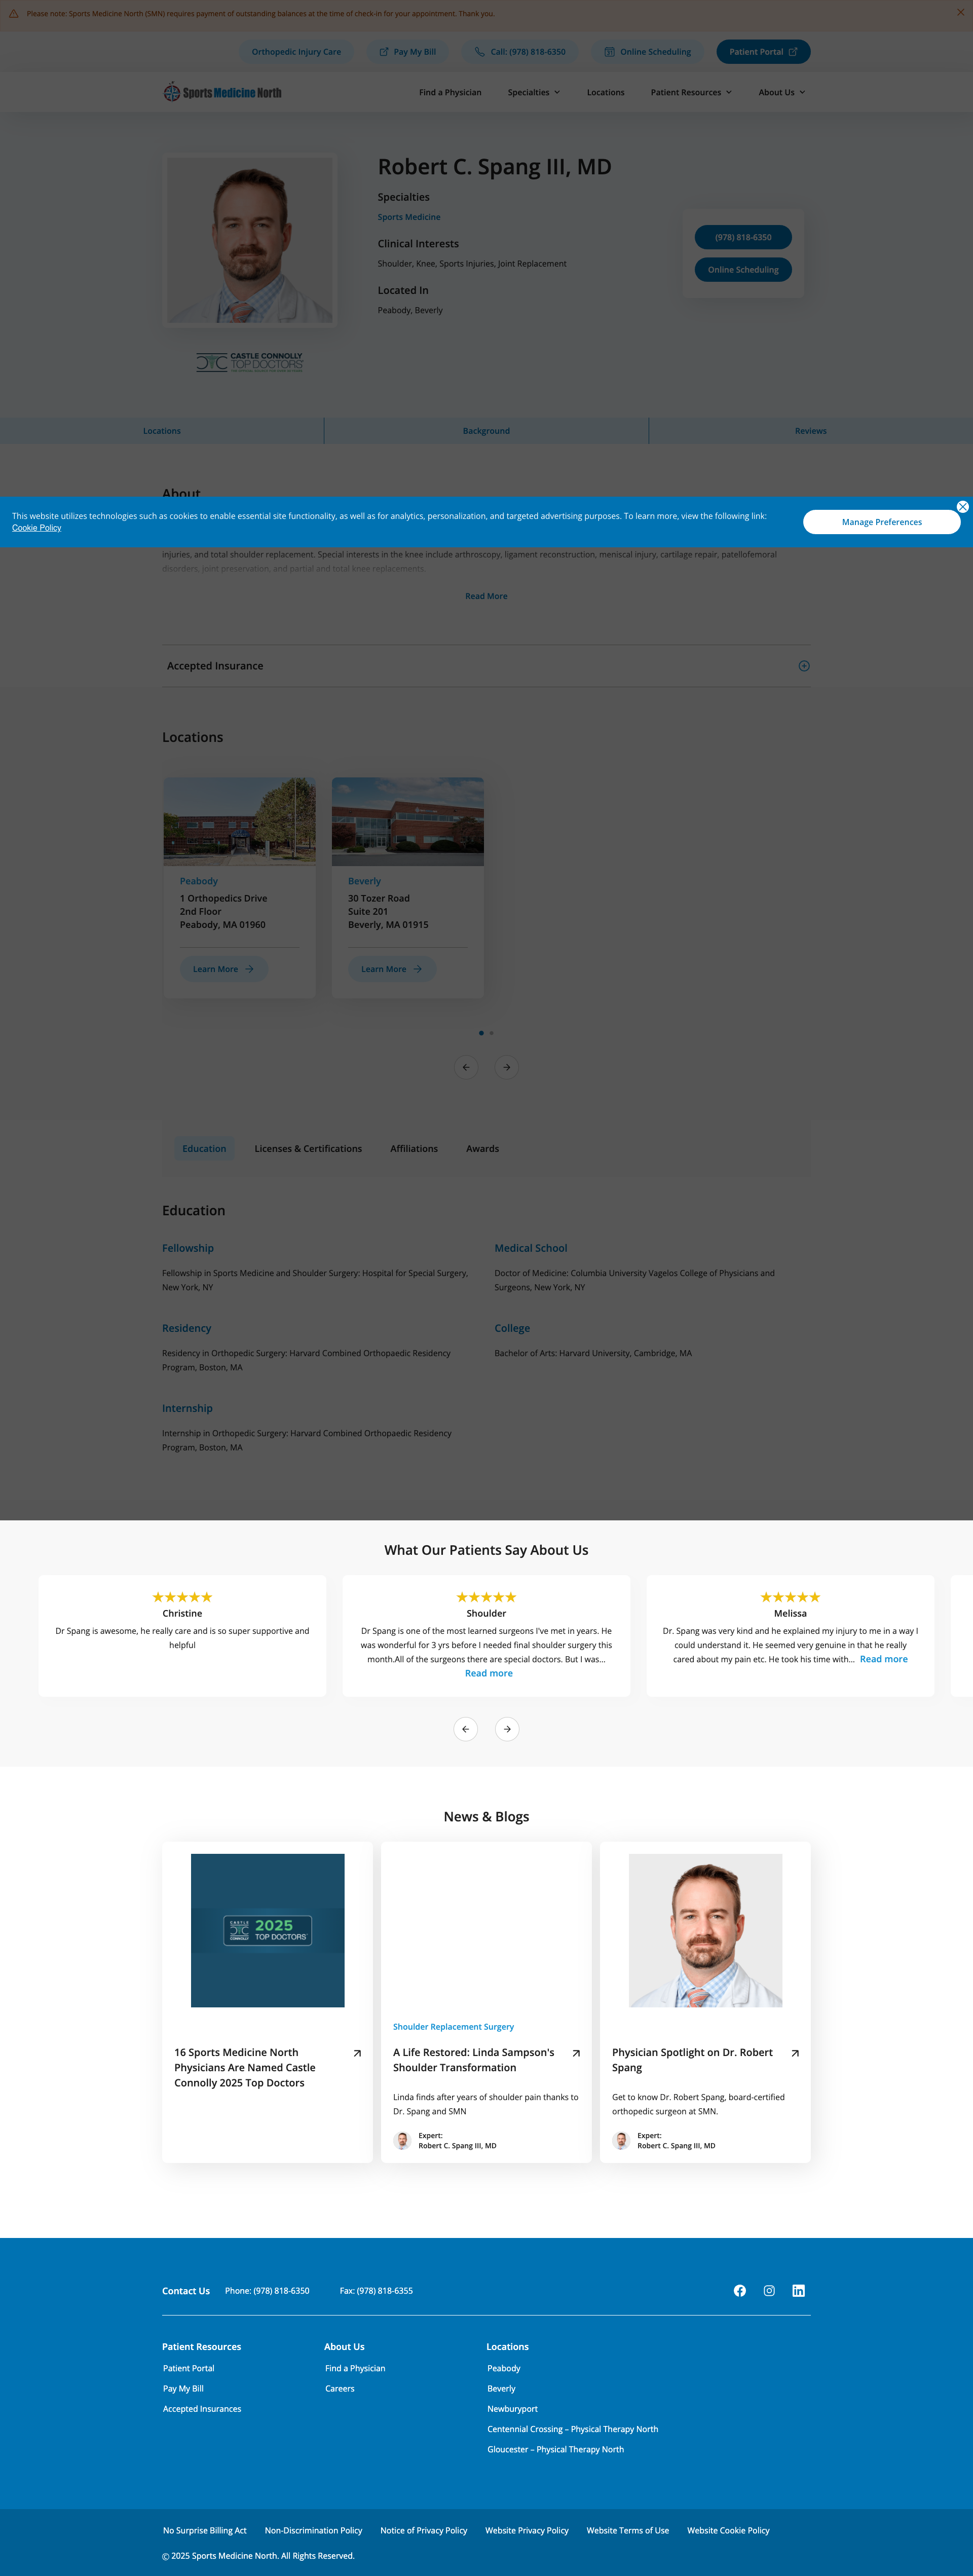 Please note: Sports Medicine North (SMN) requires payment of outstanding balances at the time of check-in for your appointment. Thank you.
Orthopedic Injury Care
Pay My Bill
Call: (978) 818-6350
Online Scheduling
Patient Portal
Sports Medicine North
Find a Physician
Specialties
Locations
Patient Resources
About Us
Robert C. Spang III, MD
Specialties
Sports Medicine
Clinical Interests
Shoulder, Knee, Sports Injuries, Joint Replacement
Located In
Peabody, Beverly
(978) 818-6350
Online Scheduling
CASTLE CONNOLLY
TOP DOCTORS
Locations
Background
Reviews
About
This website utilizes technologies such as cookies to enable essential site functionality, as well as for analytics, personalization, and targeted advertising purposes. To learn more, view the following link:
Cookie Policy
Manage Preferences
injuries, and total shoulder replacement. Special interests in the knee include arthroscopy, ligament reconstruction, meniscal injury, cartilage repair, patellofemoral
disorders, joint preservation, and partial and total knee replacements.
Read More
Accepted Insurance
Locations
Peabody
1 Orthopedics Drive
2nd Floor
Peabody, MA 01960
Learn More
Beverly
30 Tozer Road
Suite 201
Beverly, MA 01915
Learn More
Education
Licenses & Certifications
Affiliations
Awards
Education
Fellowship
Fellowship in Sports Medicine and Shoulder Surgery: Hospital for Special Surgery,
New York, NY
Medical School
Doctor of Medicine: Columbia University Vagelos College of Physicians and
Surgeons, New York, NY
Residency
Residency in Orthopedic Surgery: Harvard Combined Orthopaedic Residency
Program, Boston, MA
College
Bachelor of Arts: Harvard University, Cambridge, MA
Internship
Internship in Orthopedic Surgery: Harvard Combined Orthopaedic Residency
Program, Boston, MA
What Our Patients Say About Us
Christine
Dr Spang is awesome, he really care and is so super supportive and
helpful
Shoulder
Dr Spang is one of the most learned surgeons I've met in years. He
was wonderful for 3 yrs before I needed final shoulder surgery this
month.All of the surgeons there are special doctors. But I was...
Read more
Melissa
Dr. Spang was very kind and he explained my injury to me in a way I
could understand it. He seemed very genuine in that he really
cared about my pain etc. He took his time with... Read more
News & Blogs
CASTLE CONNOLLY
2025
TOP DOCTORS
16 Sports Medicine North
Physicians Are Named Castle
Connolly 2025 Top Doctors
Shoulder Replacement Surgery
A Life Restored: Linda Sampson's
Shoulder Transformation
Linda finds after years of shoulder pain thanks to
Dr. Spang and SMN
Expert:
Robert C. Spang III, MD
Physician Spotlight on Dr. Robert
Spang
Get to know Dr. Robert Spang, board-certified
orthopedic surgeon at SMN.
Expert:
Robert C. Spang III, MD
Contact Us
Phone: (978) 818-6350
Fax: (978) 818-6355
Patient Resources
Patient Portal
Pay My Bill
Accepted Insurances
About Us
Find a Physician
Careers
Locations
Peabody
Beverly
Newburyport
Centennial Crossing – Physical Therapy North
Gloucester – Physical Therapy North
No Surprise Billing Act
Non-Discrimination Policy
Notice of Privacy Policy
Website Privacy Policy
Website Terms of Use
Website Cookie Policy
© 2025 Sports Medicine North. All Rights Reserved.